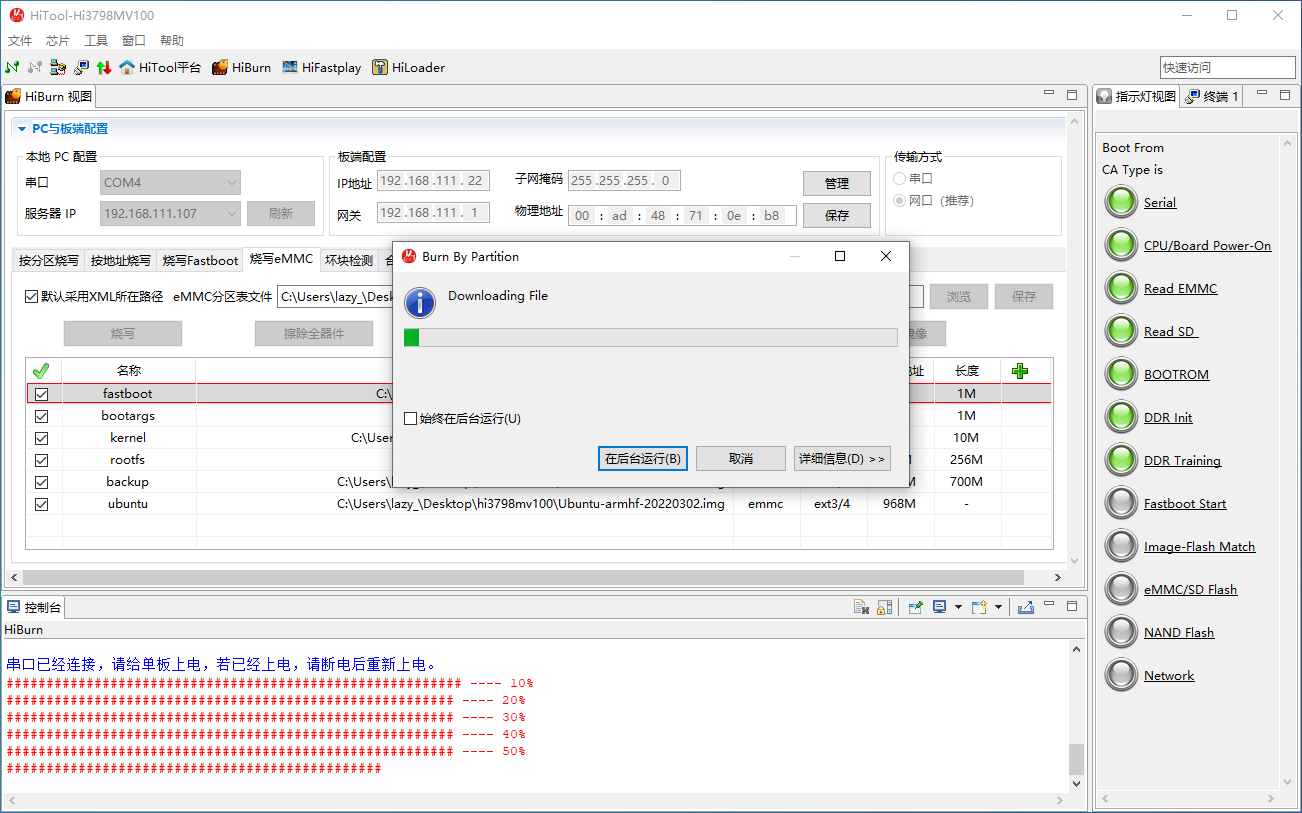 HiTool-Hi3798MV100
文件 芯片 工具 窗口 帮助
HiTool平台 HiBurn HiFastplay HiLoader 快速访问
HiBurn 视图
PC与板端配置
本地 PC 配置
串口 COM4
服务器 IP 192.168.111.107 刷新
板端配置
IP地址 192 .168 .111 . 22 子网掩码 255 .255 .255 . 0 管理
网关 192 .168 .111 . 1 物理地址 00 : ad : 48 : 71 : 0e : b8 保存
传输方式
串口
网口（推荐）
按分区烧写 按地址烧写 烧写Fastboot 烧写eMMC 坏块检测
默认采用XML所在路径 eMMC分区表文件 C:\Users\lazy_\Desk 浏览 保存
烧写 擦除全器件 镜像
名称 址 长度
fastboot C:\ 1M
bootargs 1M
kernel C:\User 10M
rootfs 256M
backup C:\Users\ 700M
ubuntu C:\Users\lazy_\Desktop\hi3798mv100\Ubuntu-armhf-20220302.img emmc ext3/4 968M -
Burn By Partition
Downloading File
始终在后台运行(U)
在后台运行(B) 取消 详细信息(D) >>
控制台
HiBurn
串口已经连接，请给单板上电，若已经上电，请断电后重新上电。
######################################################### ---- 10%
######################################################## ---- 20%
######################################################## ---- 30%
######################################################## ---- 40%
######################################################## ---- 50%
###############################################
指示灯视图 终端 1
Boot From
CA Type is
Serial
CPU/Board Power-On
Read EMMC
Read SD
BOOTROM
DDR Init
DDR Training
Fastboot Start
Image-Flash Match
eMMC/SD Flash
NAND Flash
Network